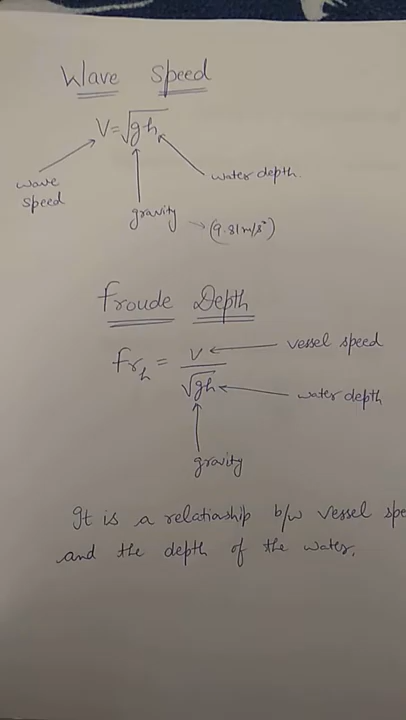 Wave Speed
V=√gh
wave speed
water depth.
gravity → (9.81m/s²)
Froude Depth
Fr_h = V/√gh
vessel speed
water depth
gravity
It is a relatioship b/w vessel spe
and the depth of the water.